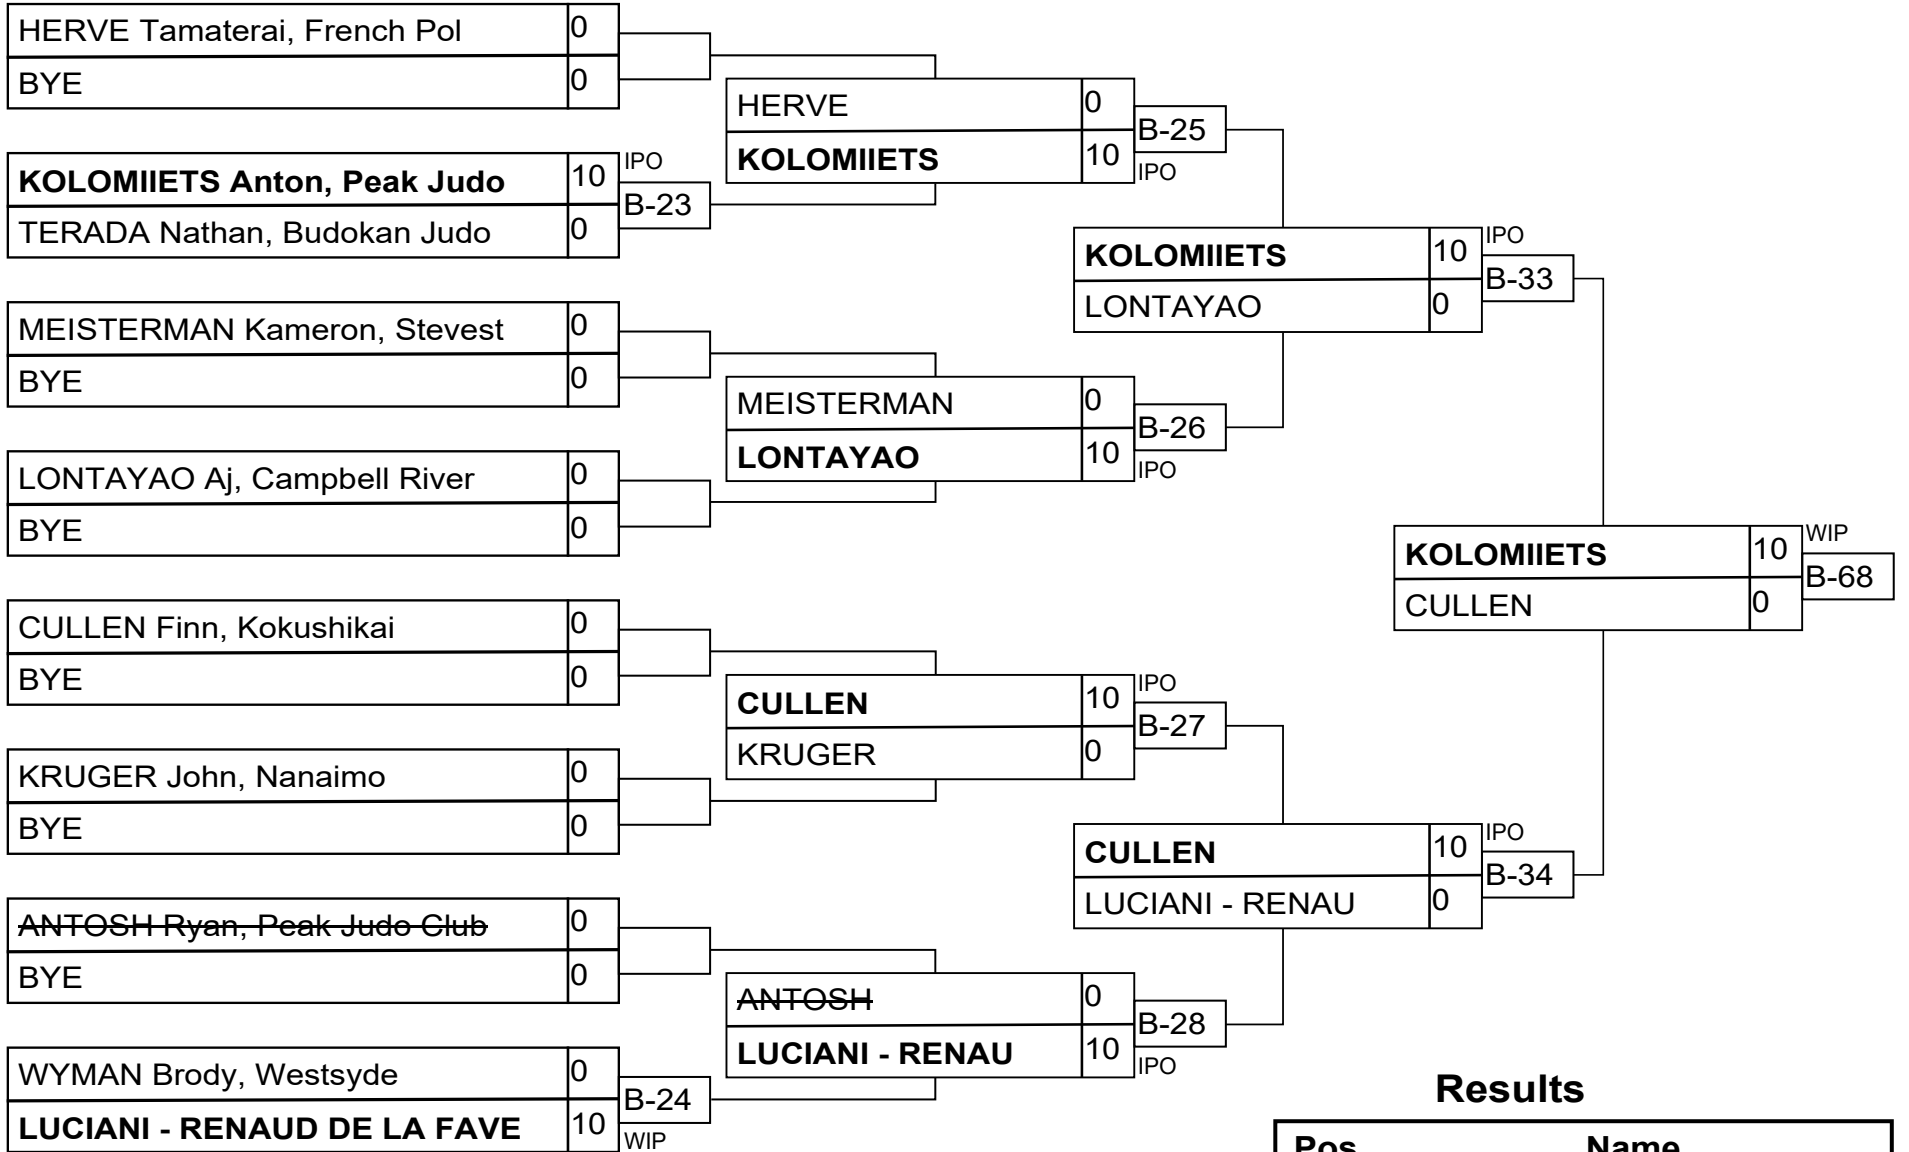 HERVE Tamaterai, French Pol 0
BYE 0
KOLOMIIETS Anton, Peak Judo 10 IPO
B-23
TERADA Nathan, Budokan Judo 0
MEISTERMAN Kameron, Stevest 0
BYE 0
LONTAYAO Aj, Campbell River 0
BYE 0
CULLEN Finn, Kokushikai 0
BYE 0
KRUGER John, Nanaimo 0
BYE 0
ANTOSH Ryan, Peak Judo Club 0
BYE 0
WYMAN Brody, Westsyde 0
B-24
LUCIANI - RENAUD DE LA FAVE 10 WIP
HERVE 0
B-25
KOLOMIIETS 10 IPO
MEISTERMAN 0
B-26
LONTAYAO 10 IPO
CULLEN 10 IPO
B-27
KRUGER 0
ANTOSH 0
B-28
LUCIANI - RENAU 10 IPO
KOLOMIIETS 10 IPO
B-33
LONTAYAO 0
CULLEN 10 IPO
B-34
LUCIANI - RENAU 0
KOLOMIIETS 10 WIP
B-68
CULLEN 0
Results
Pos Name